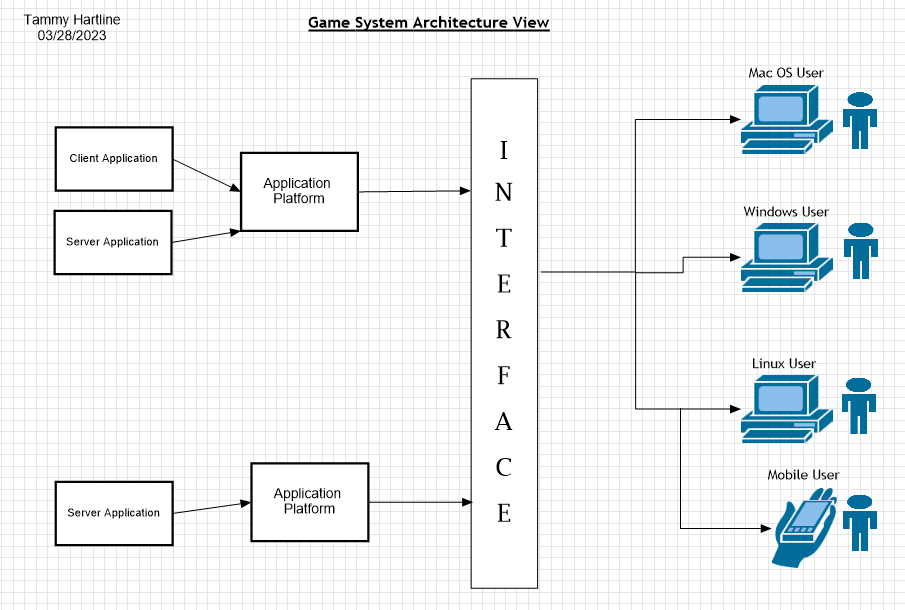 Tammy Hartline
03/28/2023
Game System Architecture View
Client Application
Server Application
Application
Platform
Server Application
Application
Platform
I
N
T
E
R
F
A
C
E
Mac OS User
Windows User
Linux User
Mobile User